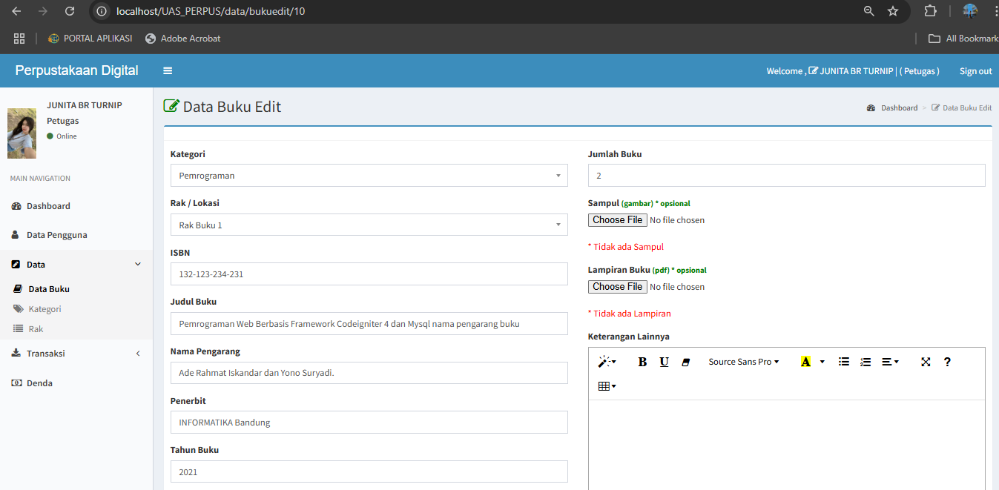 localhost/UAS_PERPUS/data/bukuedit/10
PORTAL APLIKASI
Adobe Acrobat
All Bookmark
Perpustakaan Digital
Welcome , JUNITA BR TURNIP | ( Petugas )
Sign out
JUNITA BR TURNIP
Petugas
Online
MAIN NAVIGATION
Dashboard
Data Pengguna
Data
Data Buku
Kategori
Rak
Transaksi
Denda
Data Buku Edit
Dashboard > Data Buku Edit
Kategori
Pemrograman
Rak / Lokasi
Rak Buku 1
ISBN
132-123-234-231
Judul Buku
Pemrograman Web Berbasis Framework Codeigniter 4 dan Mysql nama pengarang buku
Nama Pengarang
Ade Rahmat Iskandar dan Yono Suryadi.
Penerbit
INFORMATIKA Bandung
Tahun Buku
2021
Jumlah Buku
2
Sampul (gambar) * opsional
Choose File No file chosen
* Tidak ada Sampul
Lampiran Buku (pdf) * opsional
Choose File No file chosen
* Tidak ada Lampiran
Keterangan Lainnya
B U Source Sans Pro A ?